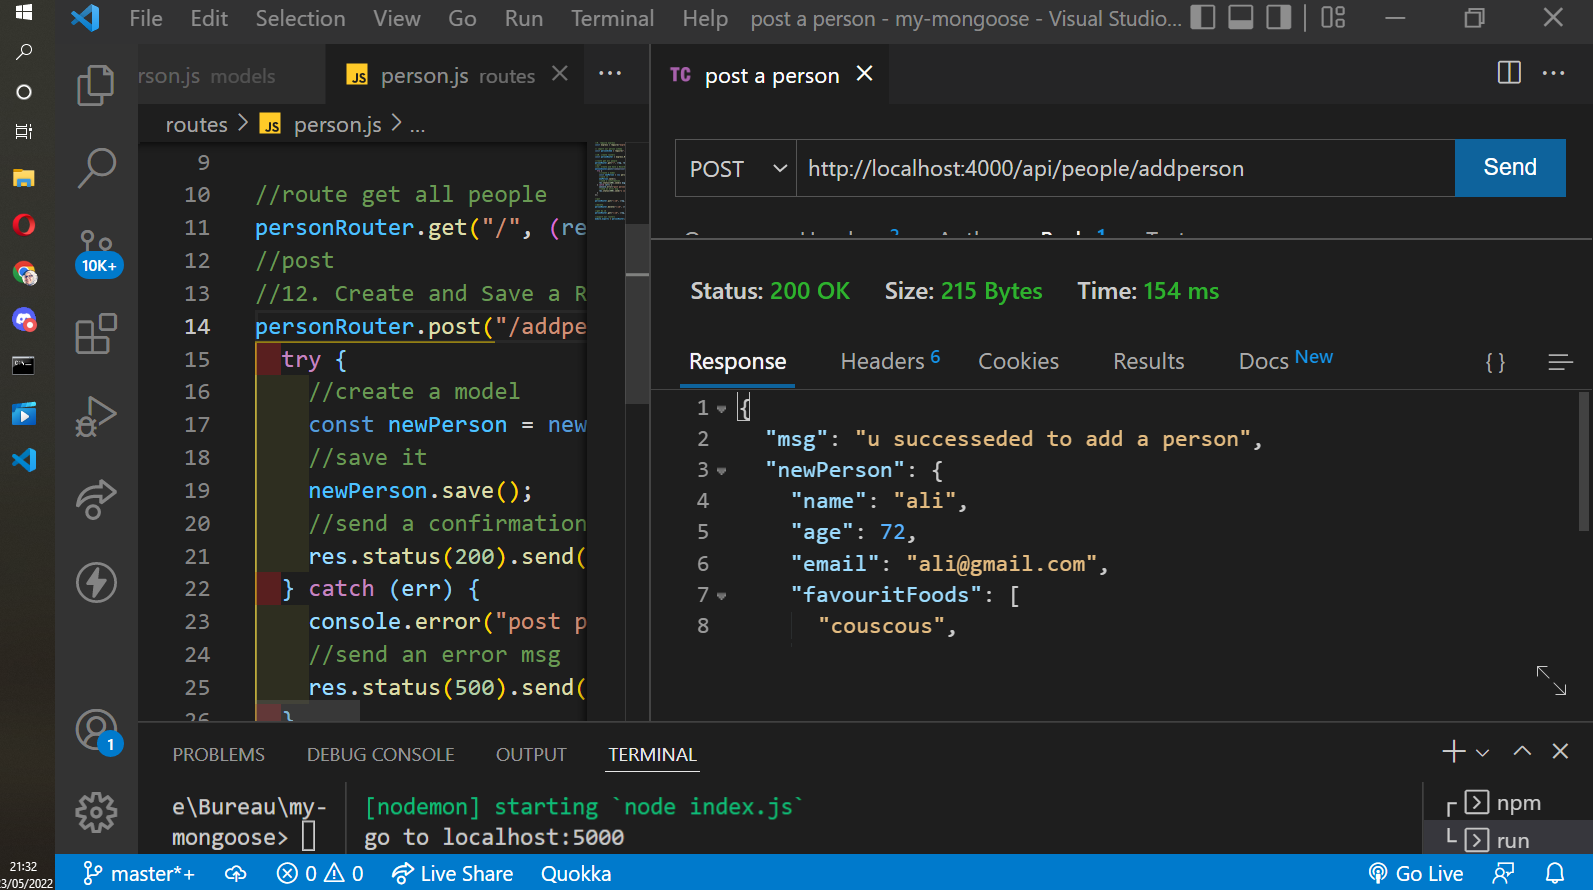 File Edit Selection View Go Run Terminal Help post a person - my-mongoose - Visual Studio...
rson.js models
JS person.js routes
TC post a person
routes > JS person.js > ...
POST http://localhost:4000/api/people/addperson Send
9
10 //route get all people
11 personRouter.get("/", (re
12 //post
13 //12. Create and Save a R
14 personRouter.post("/addpe
15 try {
16 //create a model
17 const newPerson = new
18 //save it
19 newPerson.save();
20 //send a confirmation
21 res.status(200).send(
22 } catch (err) {
23 console.error("post p
24 //send an error msg
25 res.status(500).send(
26 }
Status: 200 OK Size: 215 Bytes Time: 154 ms
Response Headers 6 Cookies Results Docs New {}
1 {
2 "msg": "u successeded to add a person",
3 "newPerson": {
4 "name": "ali",
5 "age": 72,
6 "email": "ali@gmail.com",
7 "favouritFoods": [
8 "couscous",
10K+
1
PROBLEMS DEBUG CONSOLE OUTPUT TERMINAL
e\Bureau\my-
mongoose>
[nodemon] starting `node index.js`
go to localhost:5000
npm
run
21:32
3/05/2022
master*+ 0 0 Live Share Quokka Go Live